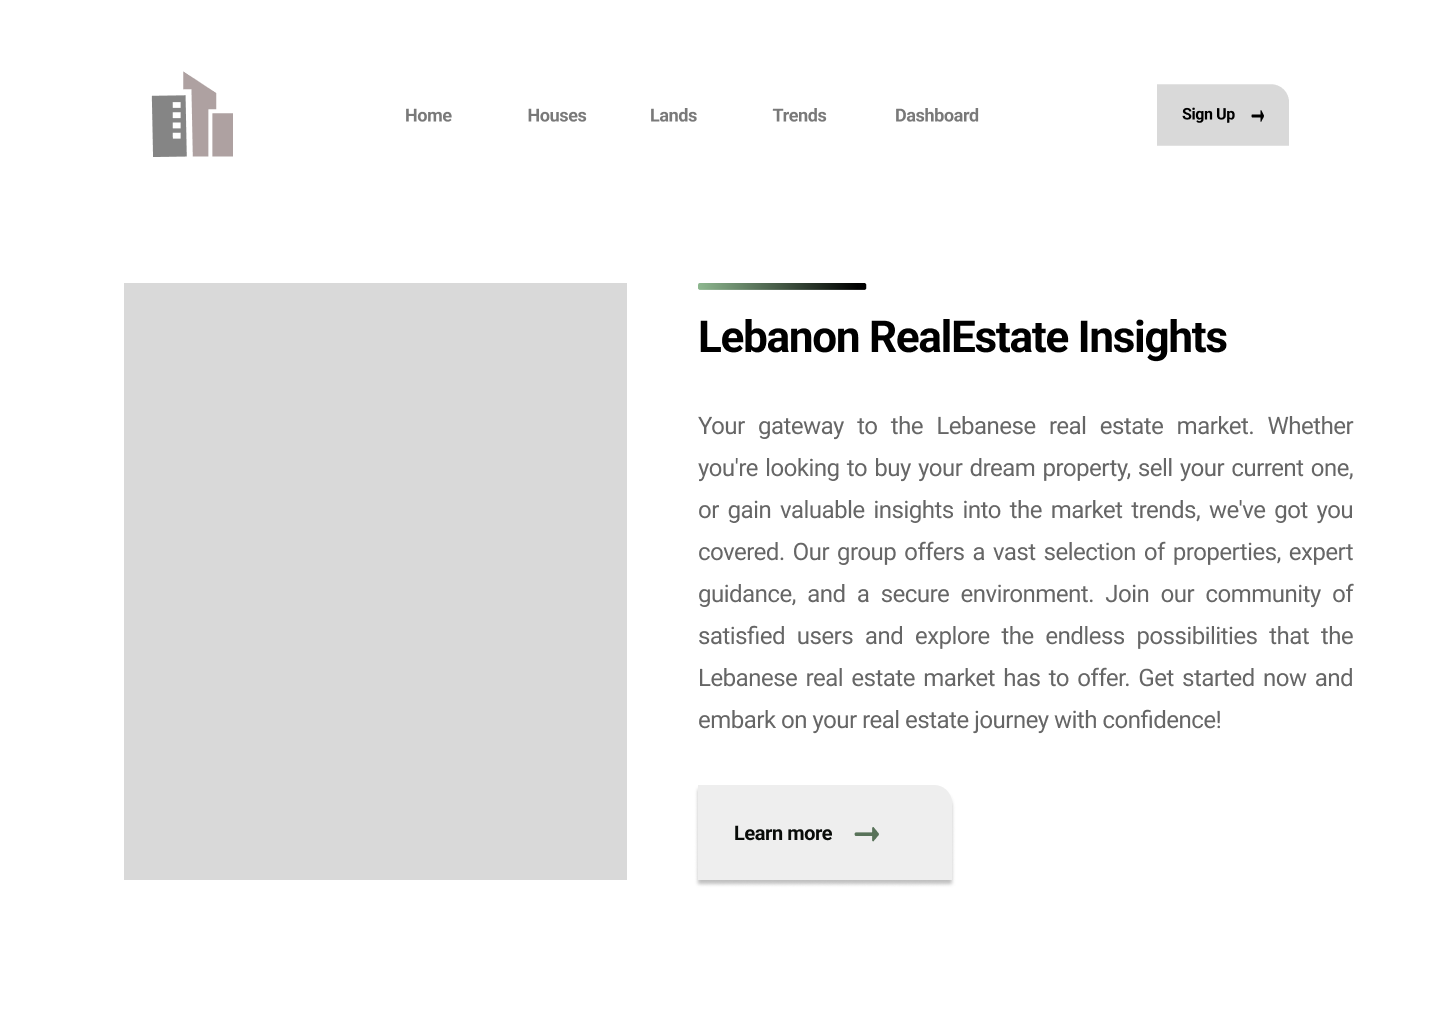 Home Houses Lands Trends Dashboard Sign Up
Lebanon RealEstate Insights
Your gateway to the Lebanese real estate market. Whether
you're looking to buy your dream property, sell your current one,
or gain valuable insights into the market trends, we've got you
covered. Our group offers a vast selection of properties, expert
guidance, and a secure environment. Join our community of
satisfied users and explore the endless possibilities that the
Lebanese real estate market has to offer. Get started now and
embark on your real estate journey with confidence!
Learn more